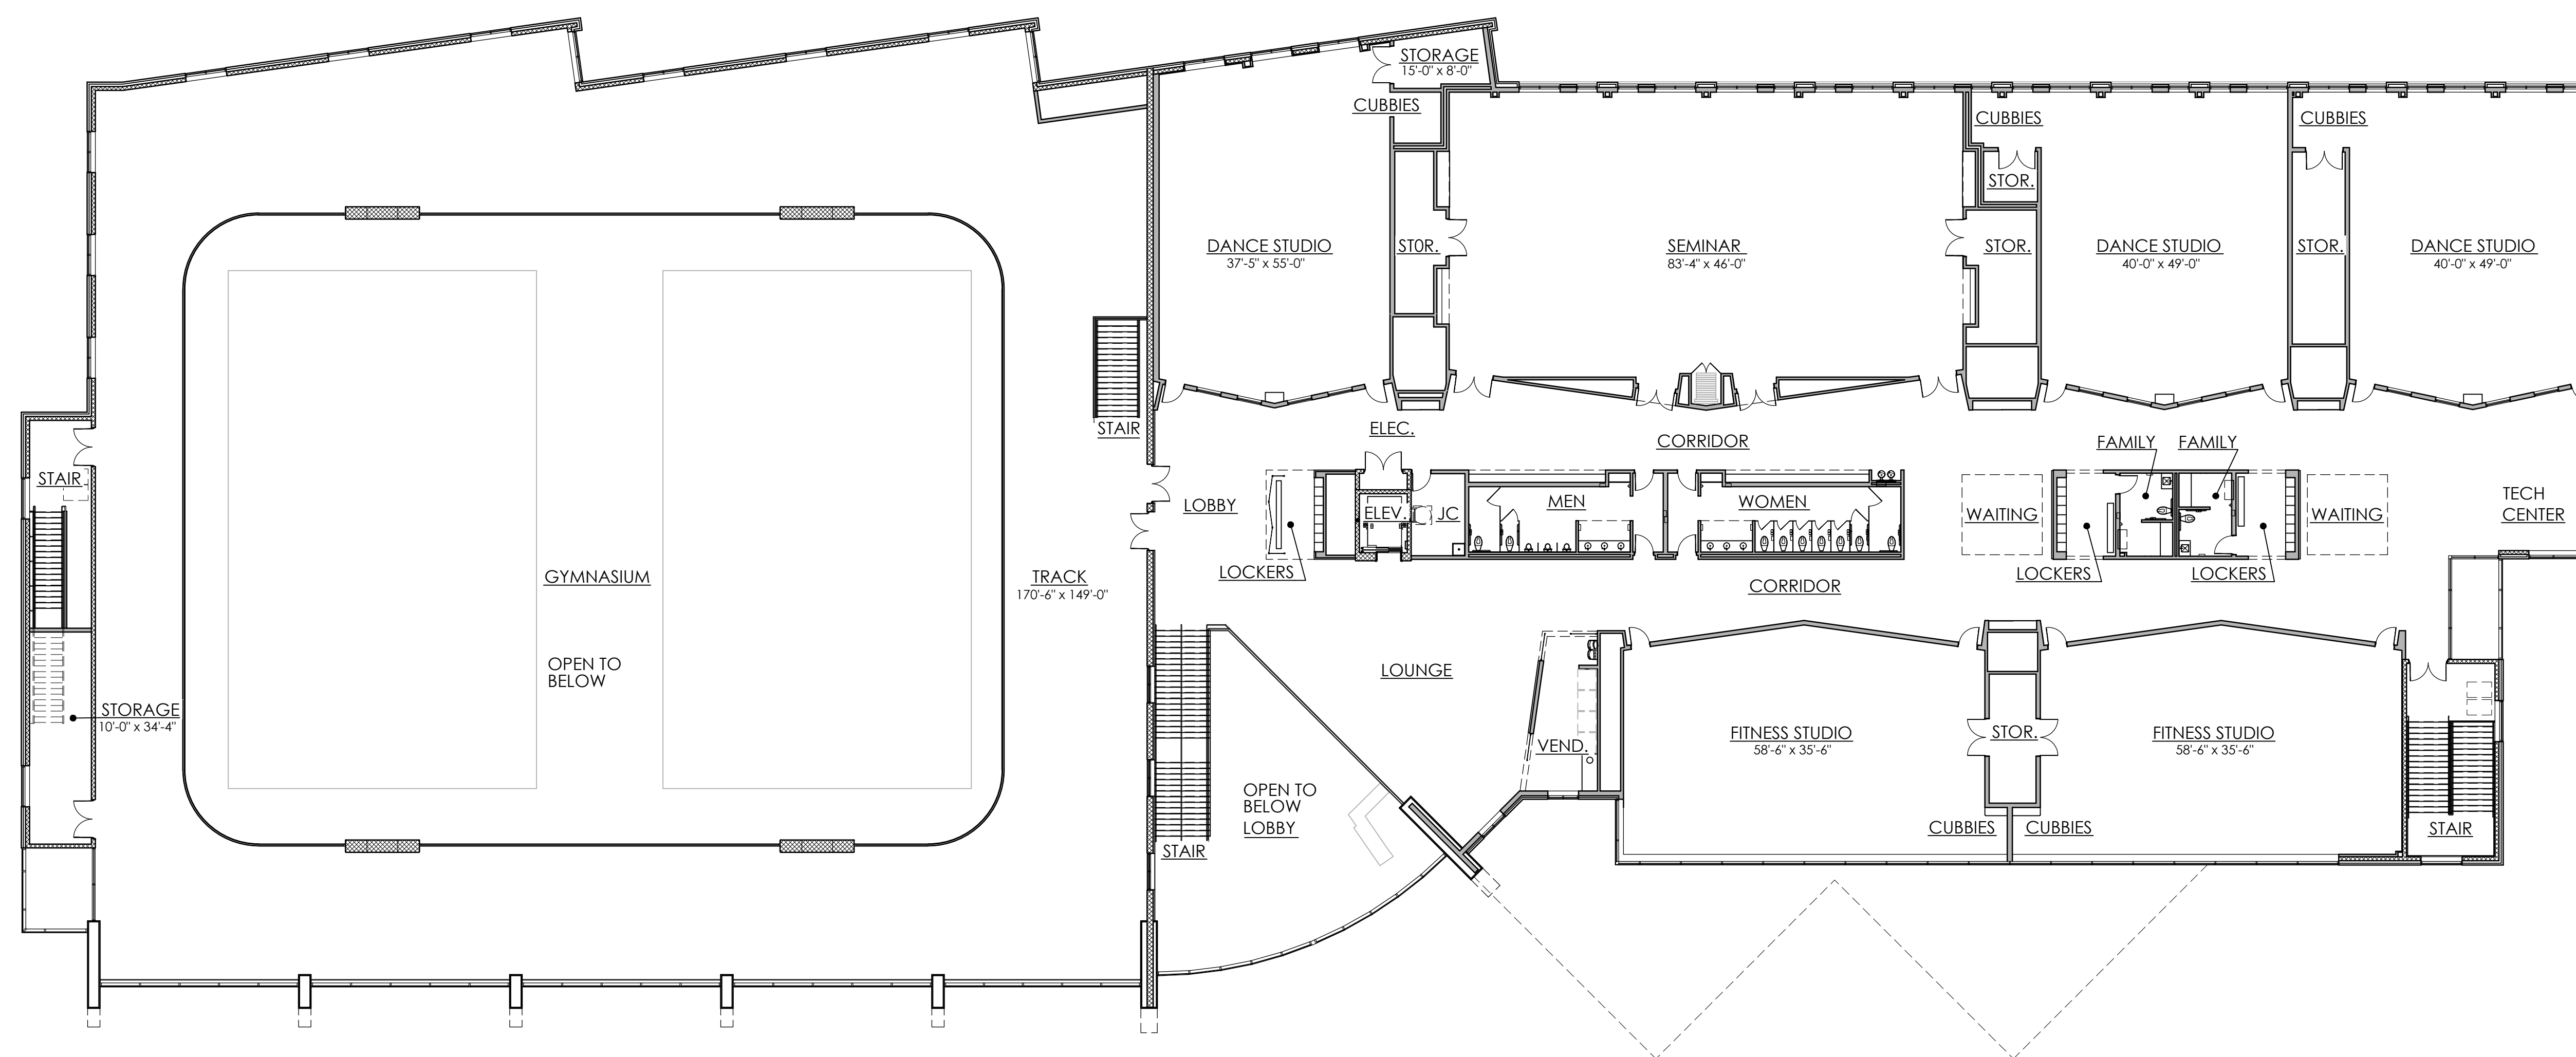 STORAGE
15'-0" x 8'-0"
CUBBIES
CUBBIES
CUBBIES
STOR.
DANCE STUDIO
37'-5" x 55'-0"
STOR.
SEMINAR
83'-4" x 46'-0"
STOR.
DANCE STUDIO
40'-0" x 49'-0"
STOR.
DANCE STUDIO
40'-0" x 49'-0"
STAIR
ELEC.
CORRIDOR
FAMILY
FAMILY
STAIR
LOBBY
ELEV.
JC
MEN
WOMEN
WAITING
WAITING
TECH
CENTER
LOCKERS
LOCKERS
LOCKERS
GYMNASIUM
TRACK
170'-6" x 149'-0"
CORRIDOR
OPEN TO
BELOW
LOUNGE
STORAGE
10'-0" x 34'-4"
VEND.
FITNESS STUDIO
58'-6" x 35'-6"
STOR.
FITNESS STUDIO
58'-6" x 35'-6"
OPEN TO
BELOW
LOBBY
CUBBIES
CUBBIES
STAIR
STAIR